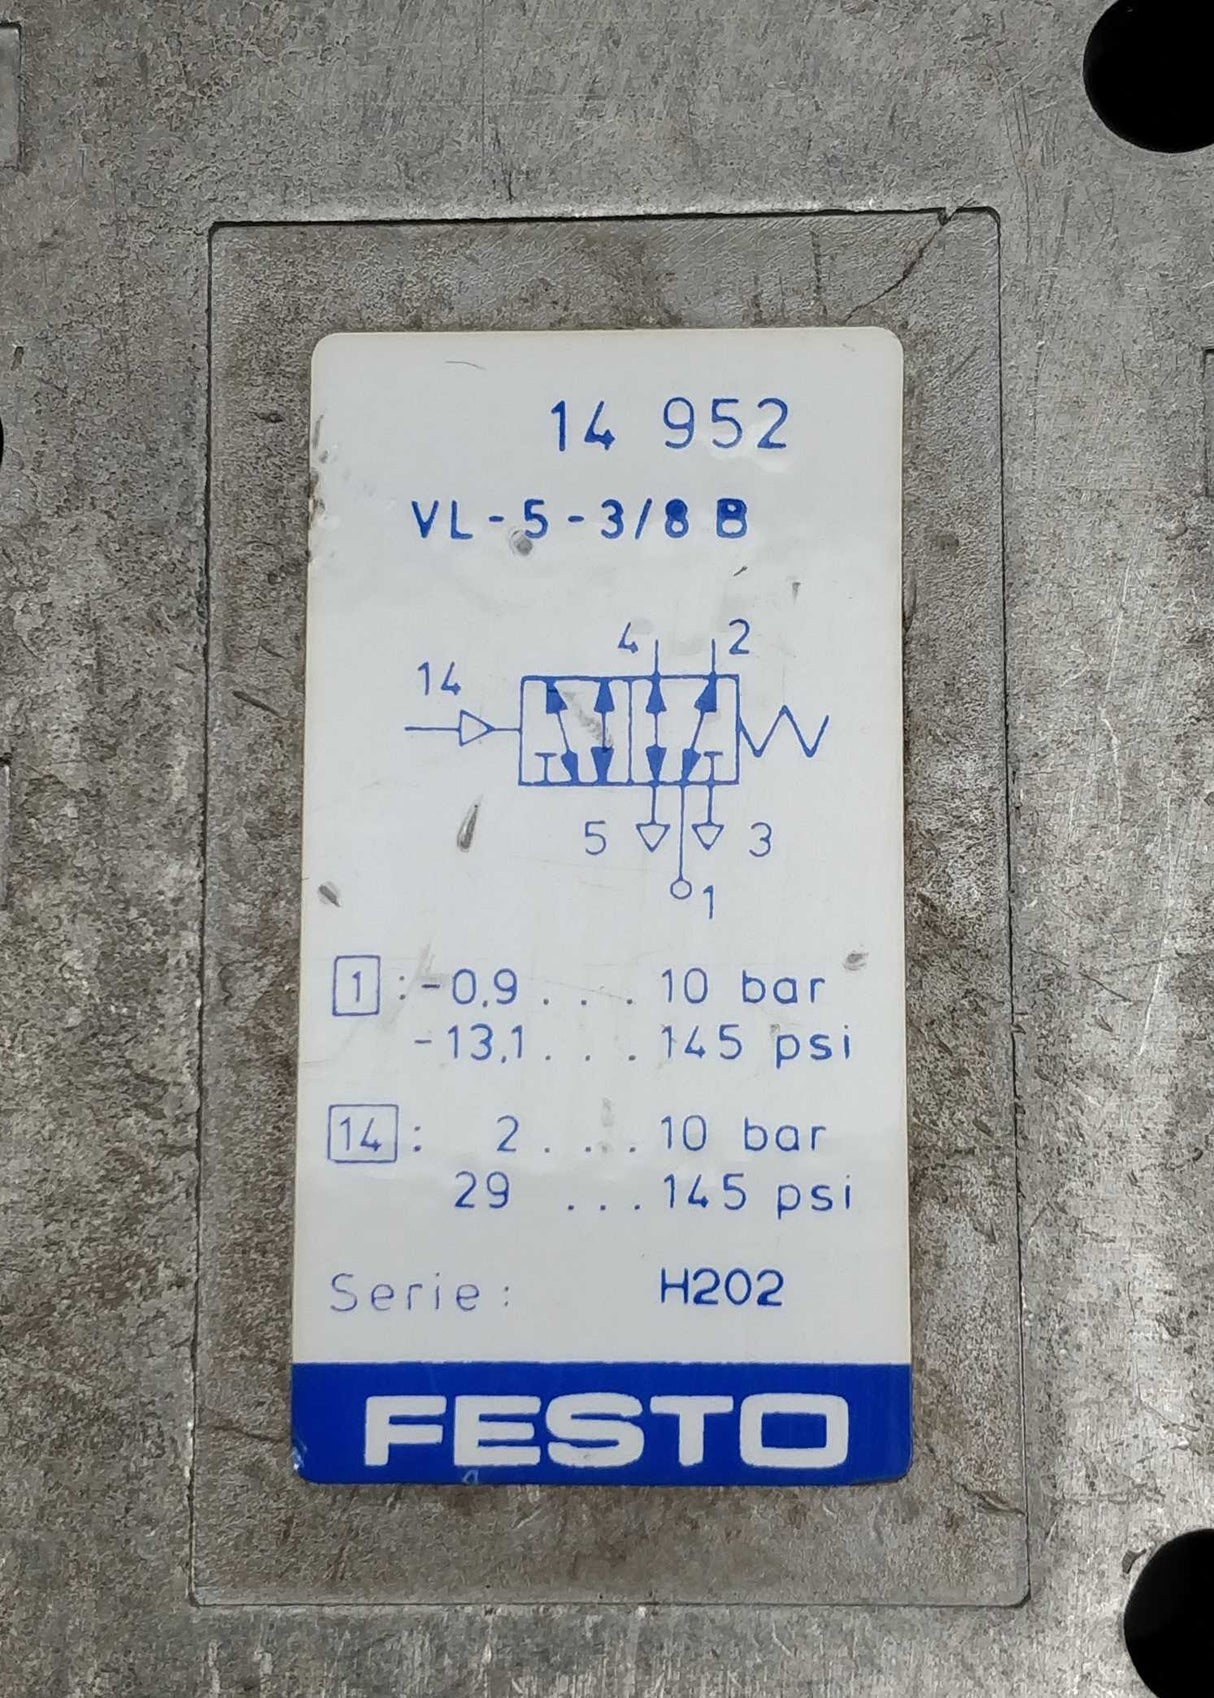 14 952
VL-5-3/8 B
4 2
14
5 3
1
1 : -0,9 . . . 10 bar
-13,1 . . . 145 psi
14 : 2 . . . 10 bar
29 . . . 145 psi
Serie: H202
FESTO